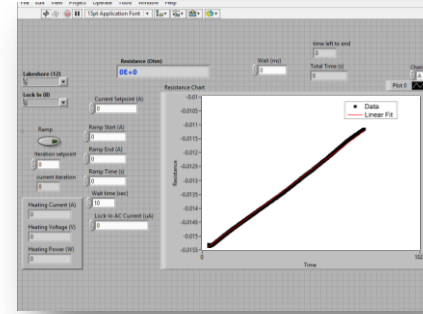 File Edit View Project Operate Tools Window Help
15pt Application Font
time left to end
0
Resistance (Ohm)
0E+0
Wait (ms)
0
Total Time (s)
0
Lakeshore (12)
Lock In (8)
Current Setpoint (A)
0
Resistance Chart
Plot 0
Ramp
Ramp Start (A)
0
Iteration setpoint
0
Ramp End (A)
0
current iteration
0
Ramp Time (s)
0
Wait time (sec)
10
Heating Current (A)
0
Lock-In AC Current (uA)
0
Heating Voltage (V)
0
Heating Power (W)
0
Data
Linear Fit
-0.01
-0.0105
-0.011
-0.0115
-0.012
-0.0125
-0.013
-0.0135
-0.014
-0.0145
-0.015
-0.0155
Resistance
0
Time